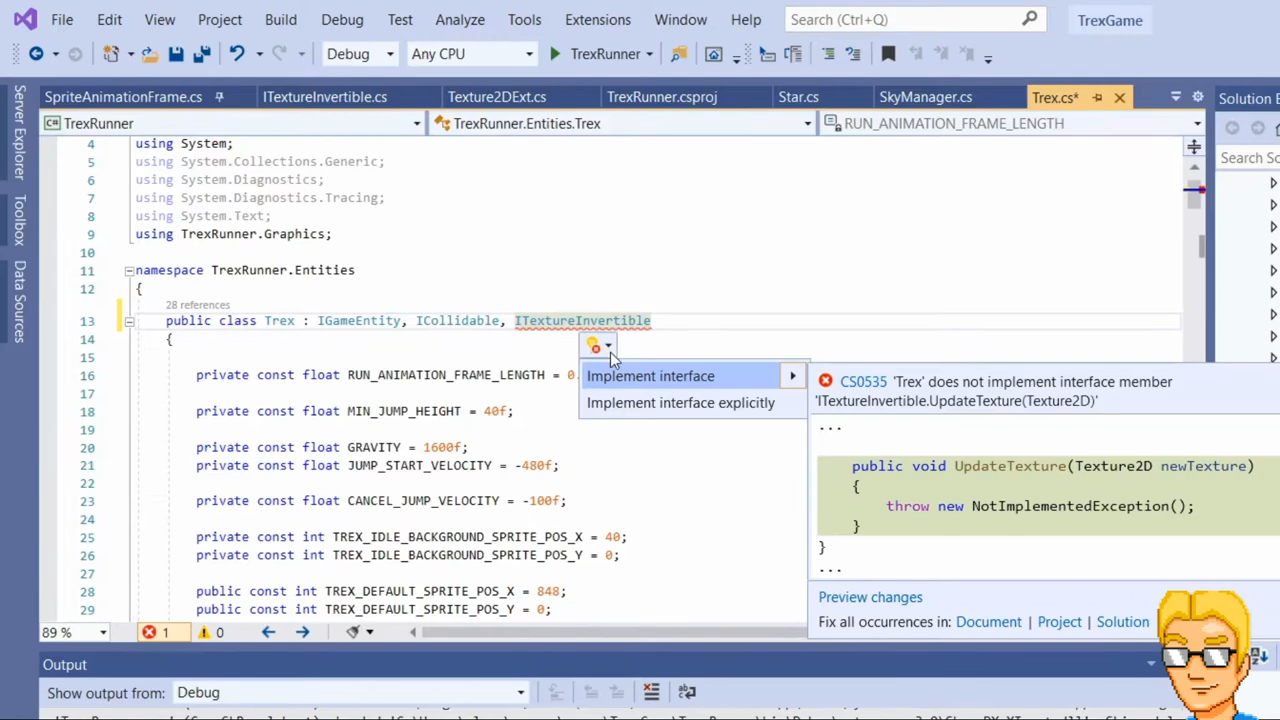 File Edit View Project Build Debug Test Analyze Tools Extensions Window Help Search (Ctrl+Q) TrexGame
Debug Any CPU TrexRunner
SpriteAnimationFrame.cs ITextureInvertible.cs Texture2DExt.cs TrexRunner.csproj Star.cs SkyManager.cs Trex.cs* Solution E
TrexRunner TrexRunner.Entities.Trex RUN_ANIMATION_FRAME_LENGTH
Server Explorer
Toolbox
Data Sources
Search So
4 using System;
5 using System.Collections.Generic;
6 using System.Diagnostics;
7 using System.Diagnostics.Tracing;
8 using System.Text;
9 using TrexRunner.Graphics;
10
11 namespace TrexRunner.Entities
12 {
28 references
13 public class Trex : IGameEntity, ICollidable, ITextureInvertible
14 {
15
16 private const float RUN_ANIMATION_FRAME_LENGTH = 0.
17
18 private const float MIN_JUMP_HEIGHT = 40f;
19
20 private const float GRAVITY = 1600f;
21 private const float JUMP_START_VELOCITY = -480f;
22
23 private const float CANCEL_JUMP_VELOCITY = -100f;
24
25 private const int TREX_IDLE_BACKGROUND_SPRITE_POS_X = 40;
26 private const int TREX_IDLE_BACKGROUND_SPRITE_POS_Y = 0;
27
28 public const int TREX_DEFAULT_SPRITE_POS_X = 848;
29 public const int TREX_DEFAULT_SPRITE_POS_Y = 0;
Implement interface
Implement interface explicitly
CS0535 'Trex' does not implement interface member
'ITextureInvertible.UpdateTexture(Texture2D)'
...
public void UpdateTexture(Texture2D newTexture)
{
throw new NotImplementedException();
}
}
...
Preview changes
Fix all occurrences in: Document | Project | Solution
89 % 1 0
Output
Show output from: Debug